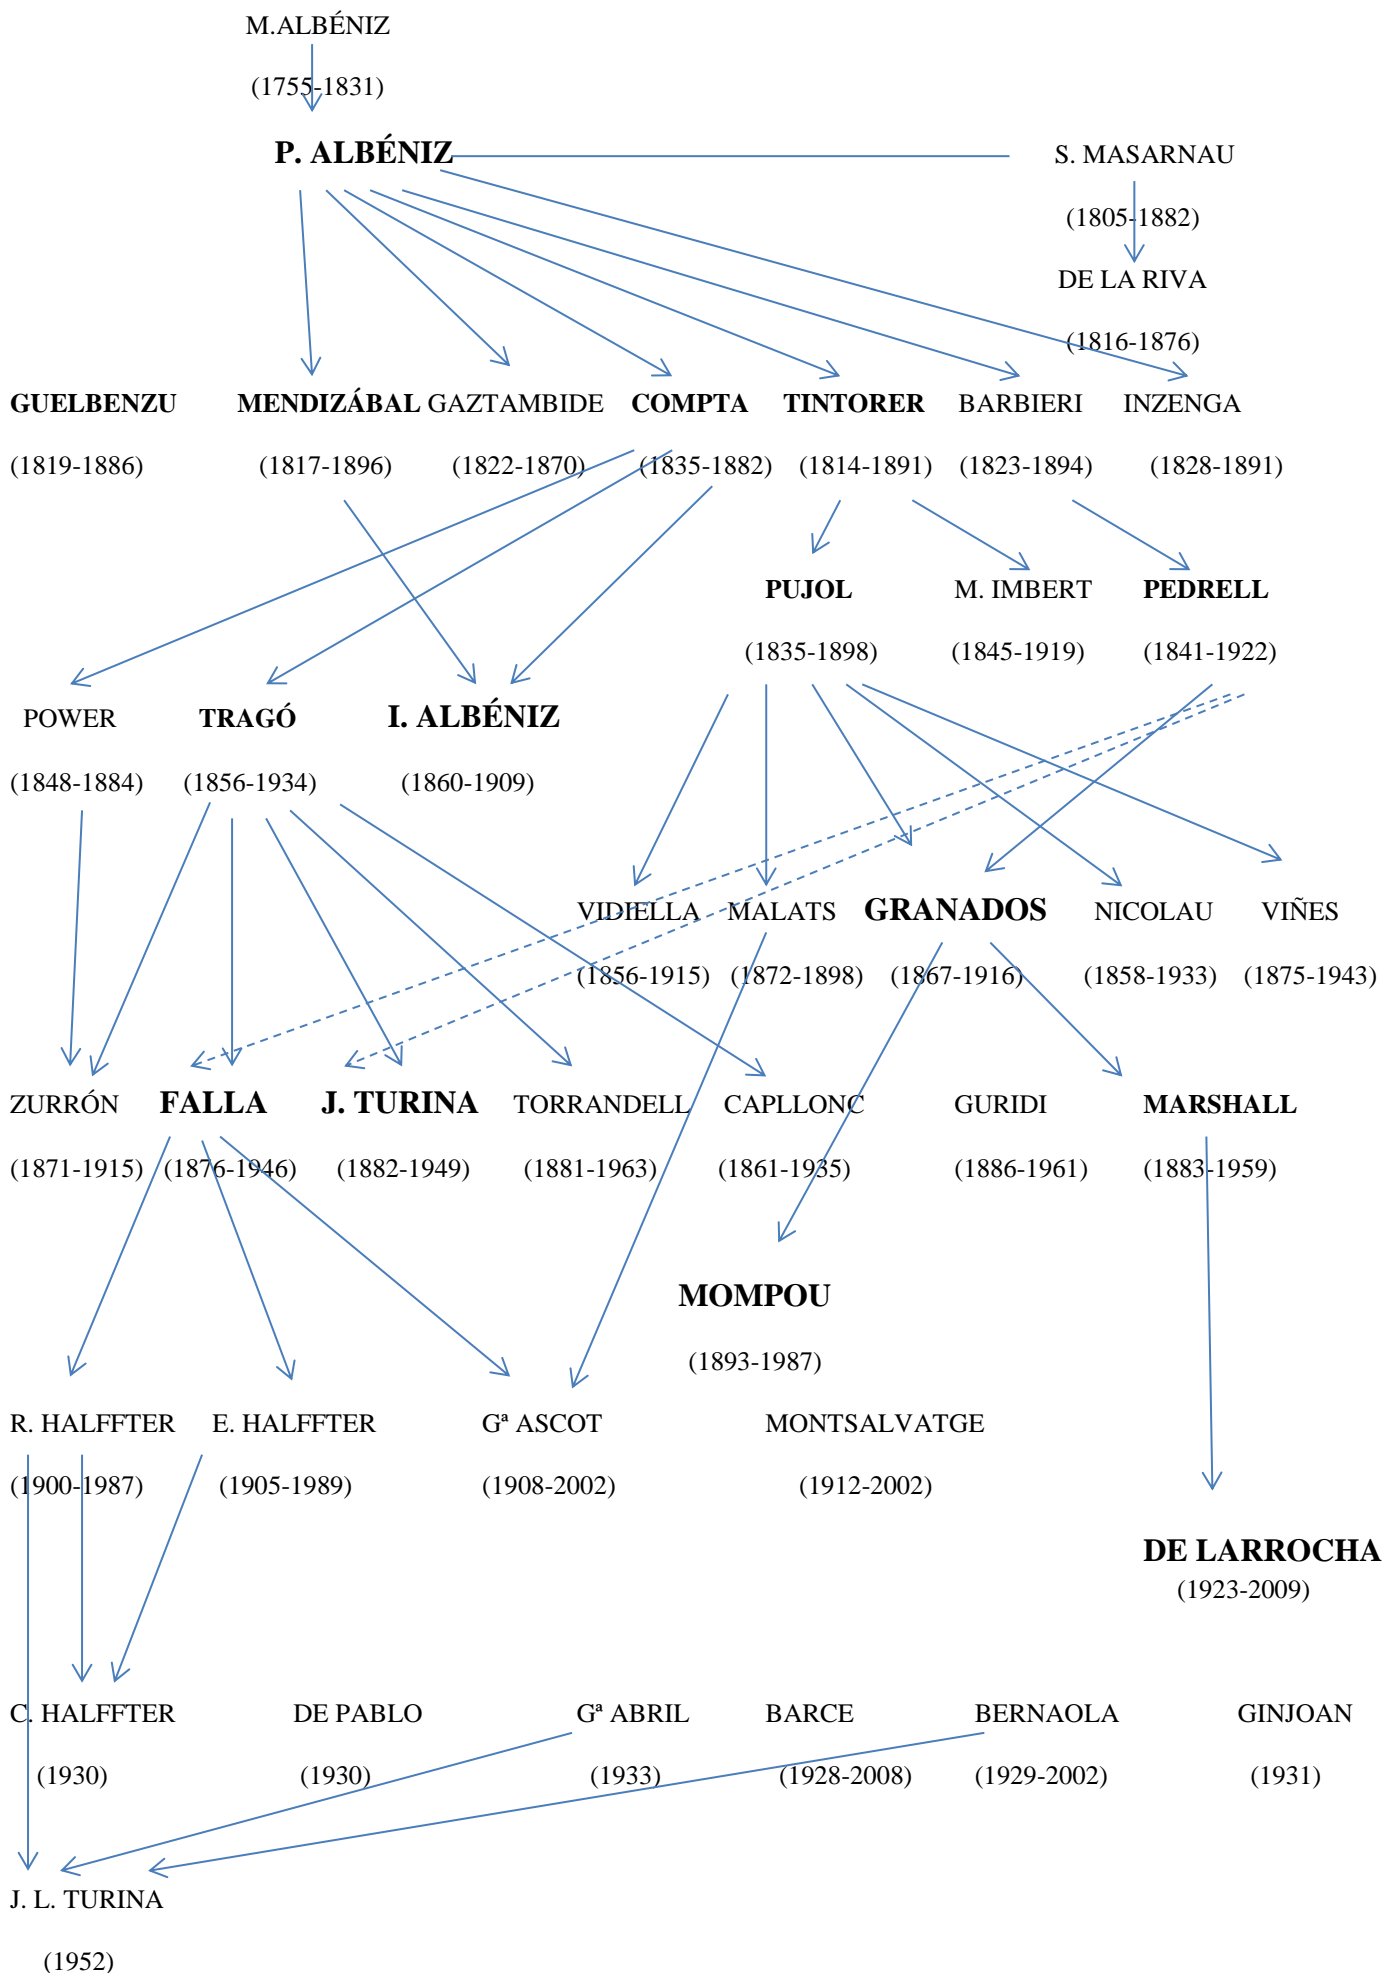 M.ALBÉNIZ
(1755-1831)
P. ALBÉNIZ S. MASARNAU
(1805-1882)
DE LA RIVA
(1816-1876)
GUELBENZU MENDIZÁBAL GAZTAMBIDE COMPTA TINTORER BARBIERI INZENGA
(1819-1886) (1817-1896) (1822-1870) (1835-1882) (1814-1891) (1823-1894) (1828-1891)
PUJOL M. IMBERT PEDRELL
(1835-1898) (1845-1919) (1841-1922)
POWER TRAGÓ I. ALBÉNIZ
(1848-1884) (1856-1934) (1860-1909)
VIDIELLA MALATS GRANADOS NICOLAU VIÑES
(1856-1915) (1872-1898) (1867-1916) (1858-1933) (1875-1943)
ZURRÓN FALLA J. TURINA TORRANDELL CAPLLONC GURIDI MARSHALL
(1871-1915) (1876-1946) (1882-1949) (1881-1963) (1861-1935) (1886-1961) (1883-1959)
MOMPOU
(1893-1987)
R. HALFFTER E. HALFFTER Gª ASCOT MONTSALVATGE
(1900-1987) (1905-1989) (1908-2002) (1912-2002)
DE LARROCHA
(1923-2009)
C. HALFFTER DE PABLO Gª ABRIL BARCE BERNAOLA GINJOAN
(1930) (1930) (1933) (1928-2008) (1929-2002) (1931)
J. L. TURINA
(1952)